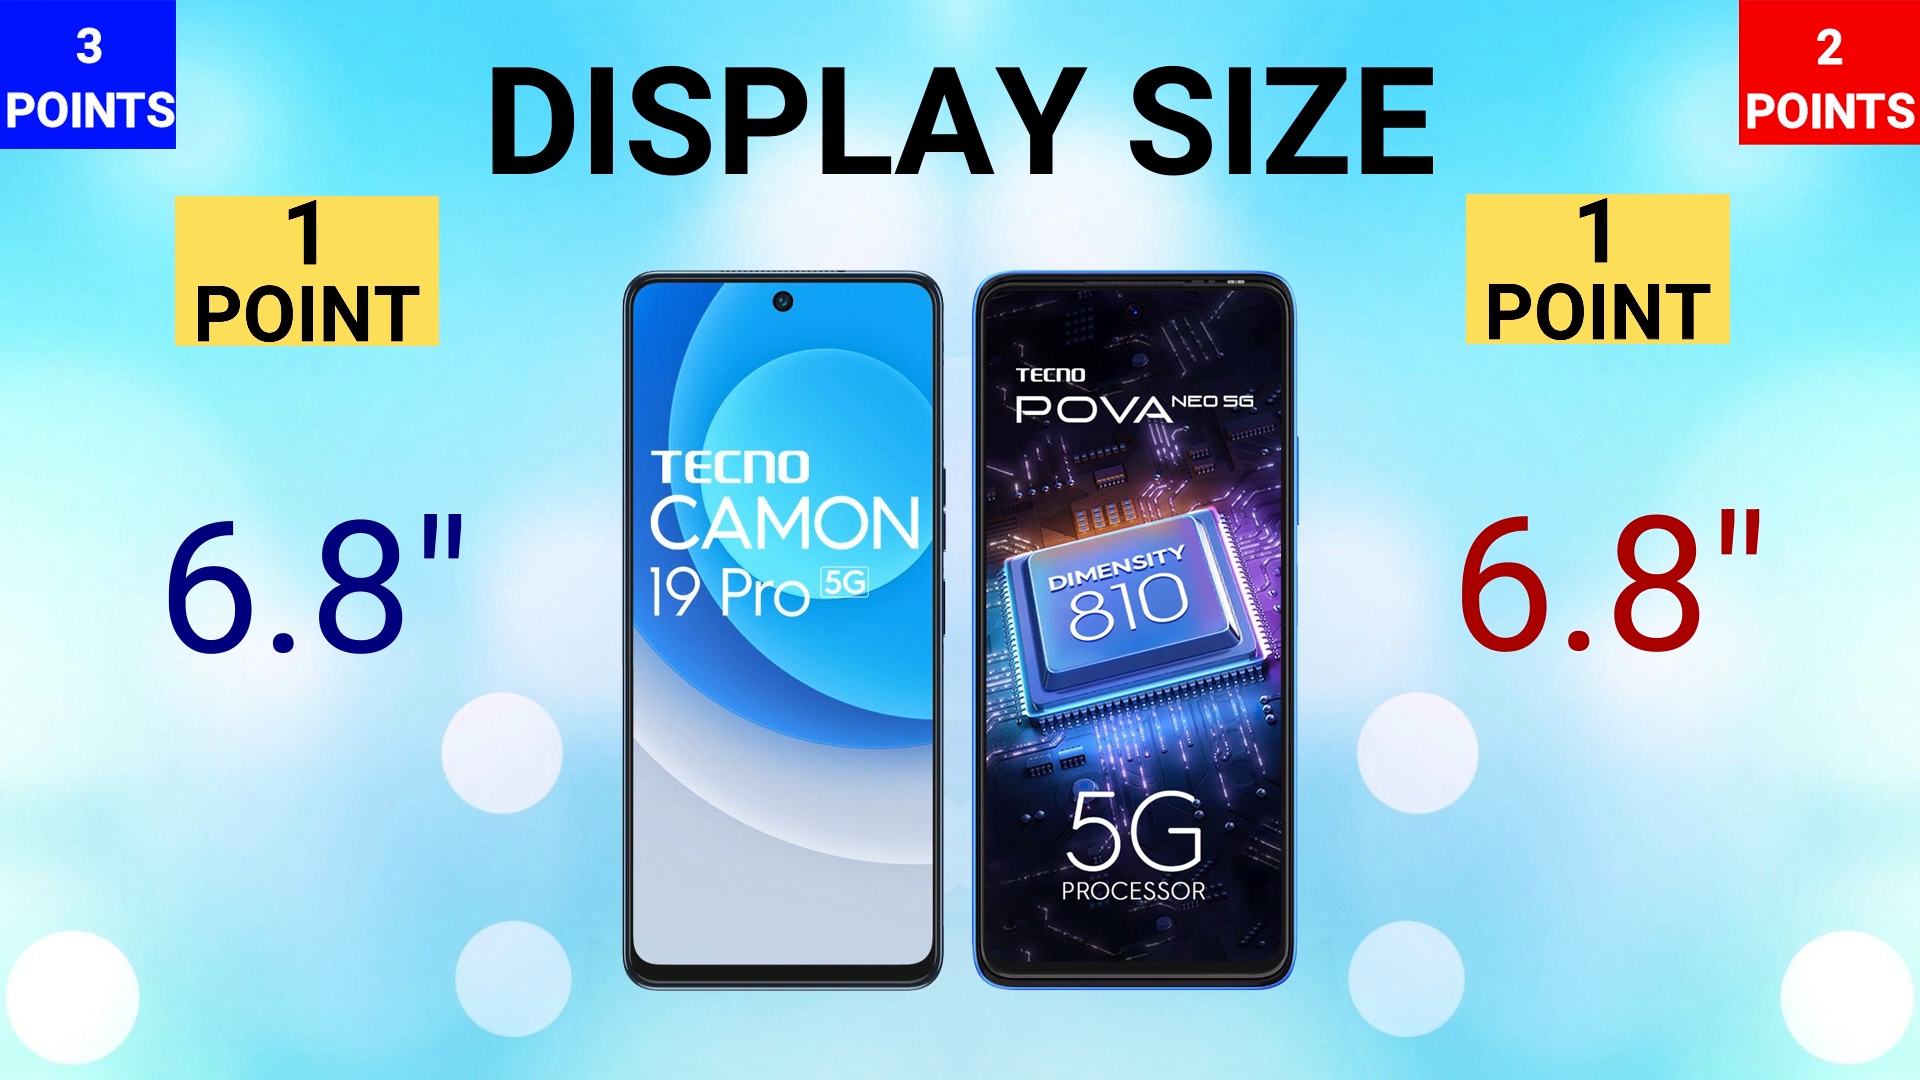 3
POINTS
DISPLAY SIZE
2
POINTS
1
POINT
1
POINT
6.8"
TECNO
CAMON
19 Pro 5G
TECNO
POVA NEO 5G
DIMENSITY
810
5G
PROCESSOR
6.8"